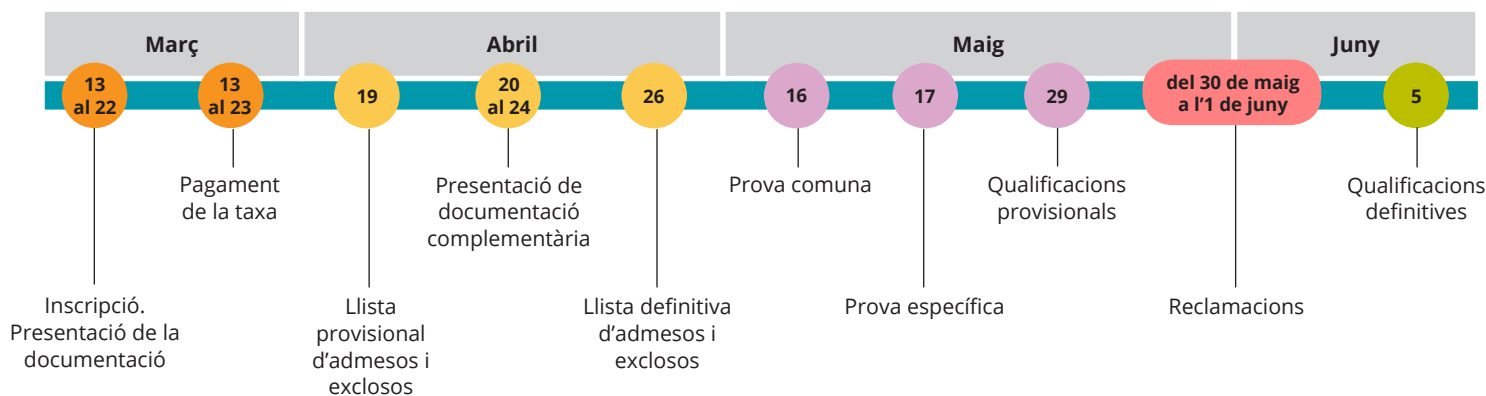 Març
Abril
Maig
Juny
13
al 22
13
al 23
19
20
al 24
26
16
17
29
del 30 de maig
a l’1 de juny
5
Pagament
de la taxa
Presentació de
documentació
complementària
Prova comuna
Qualificacions
provisionals
Qualificacions
definitives
Inscripció.
Presentació de la
documentació
Llista
provisional
d’admesos i
exclosos
Llista definitiva
d’admesos i
exclosos
Prova específica
Reclamacions